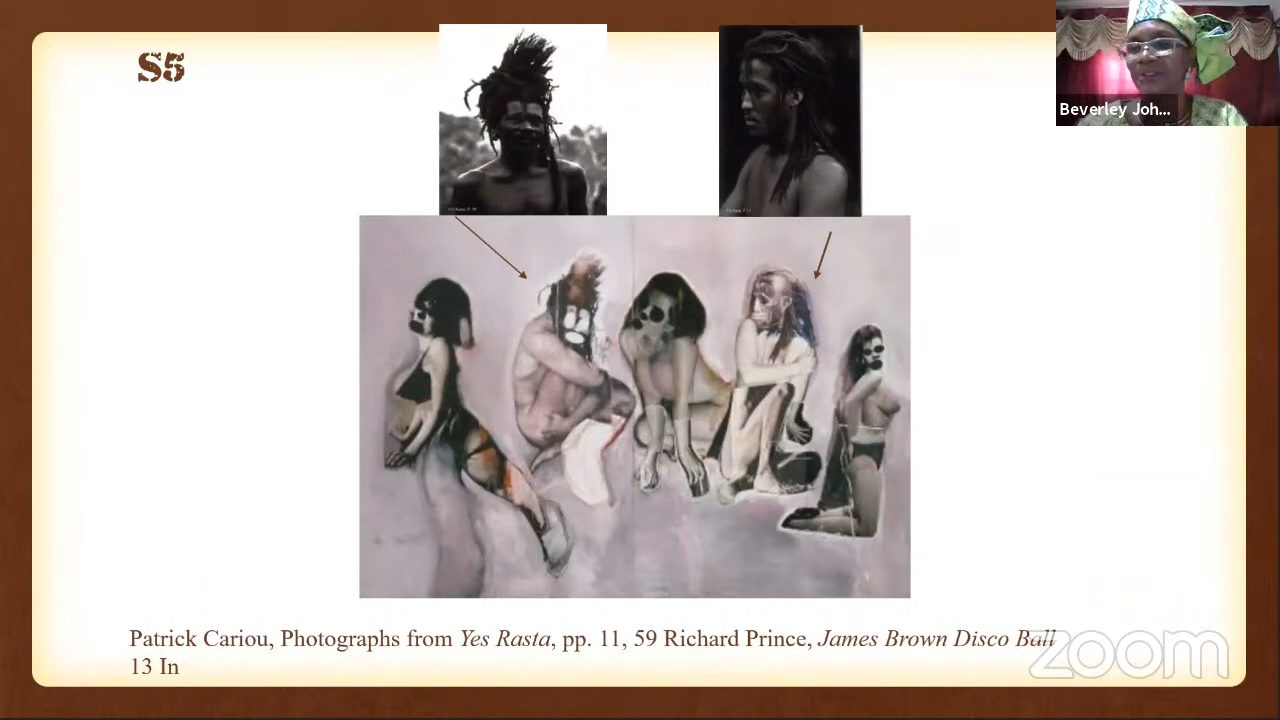 S5
Beverley Joh...
Patrick Cariou, Photographs from Yes Rasta, pp. 11, 59 Richard Prince, James Brown Disco Ball
13 In
zoom